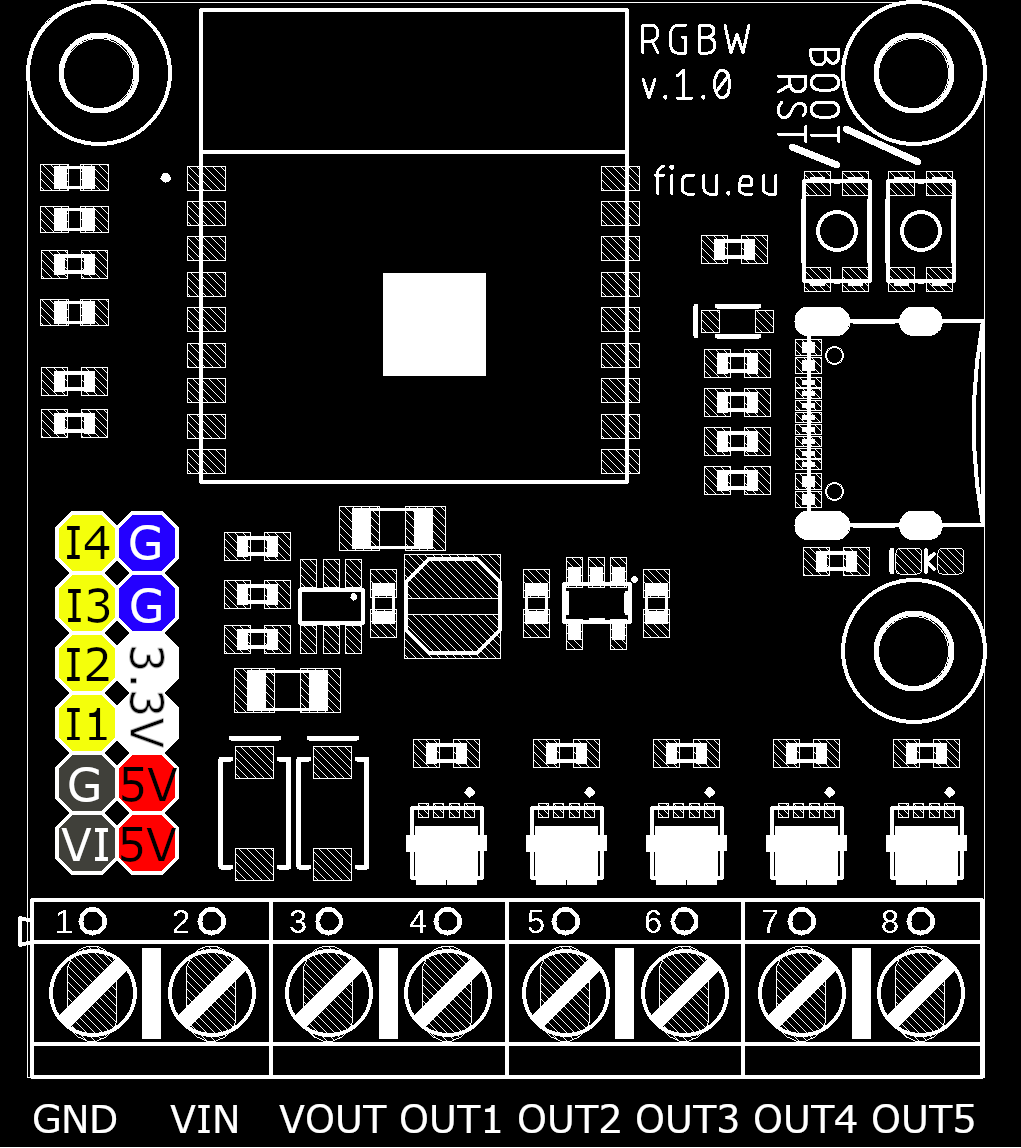 RGBW
v.1.0
BOOT
RST
ficu.eu
I4 G
I3 G
I2 3.3V
I1
G 5V
VI 5V
k
1 2 3 4 5 6 7 8
GND VIN VOUT OUT1 OUT2 OUT3 OUT4 OUT5